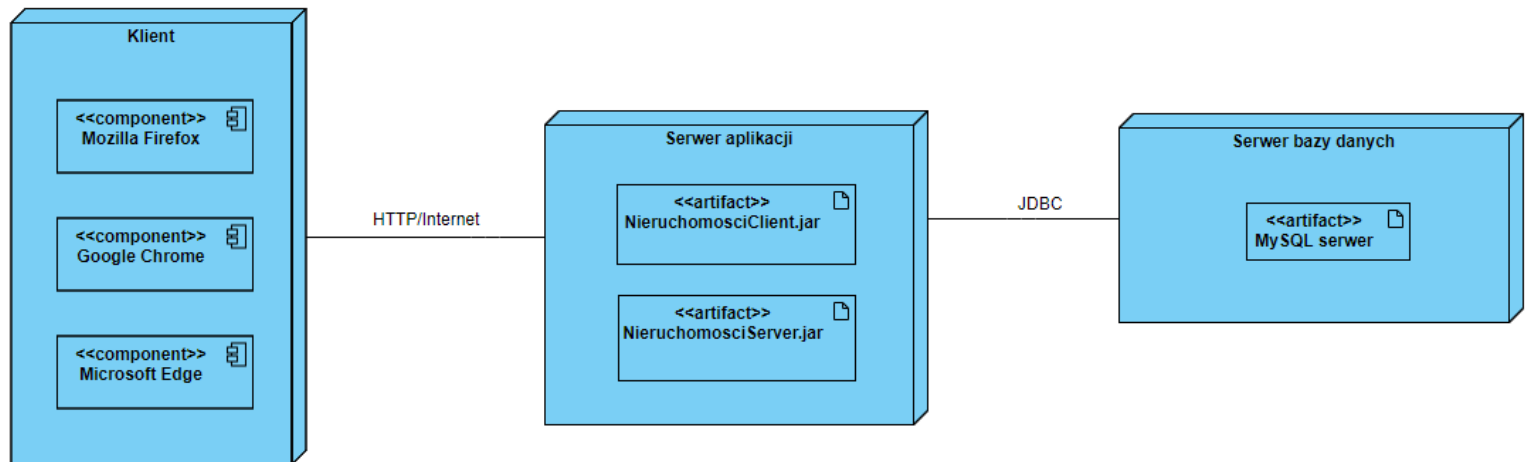 Klient
<<component>>
Mozilla Firefox
<<component>>
Google Chrome
<<component>>
Microsoft Edge
HTTP/Internet
Serwer aplikacji
<<artifact>>
NieruchomosciClient.jar
<<artifact>>
NieruchomosciServer.jar
JDBC
Serwer bazy danych
<<artifact>>
MySQL serwer